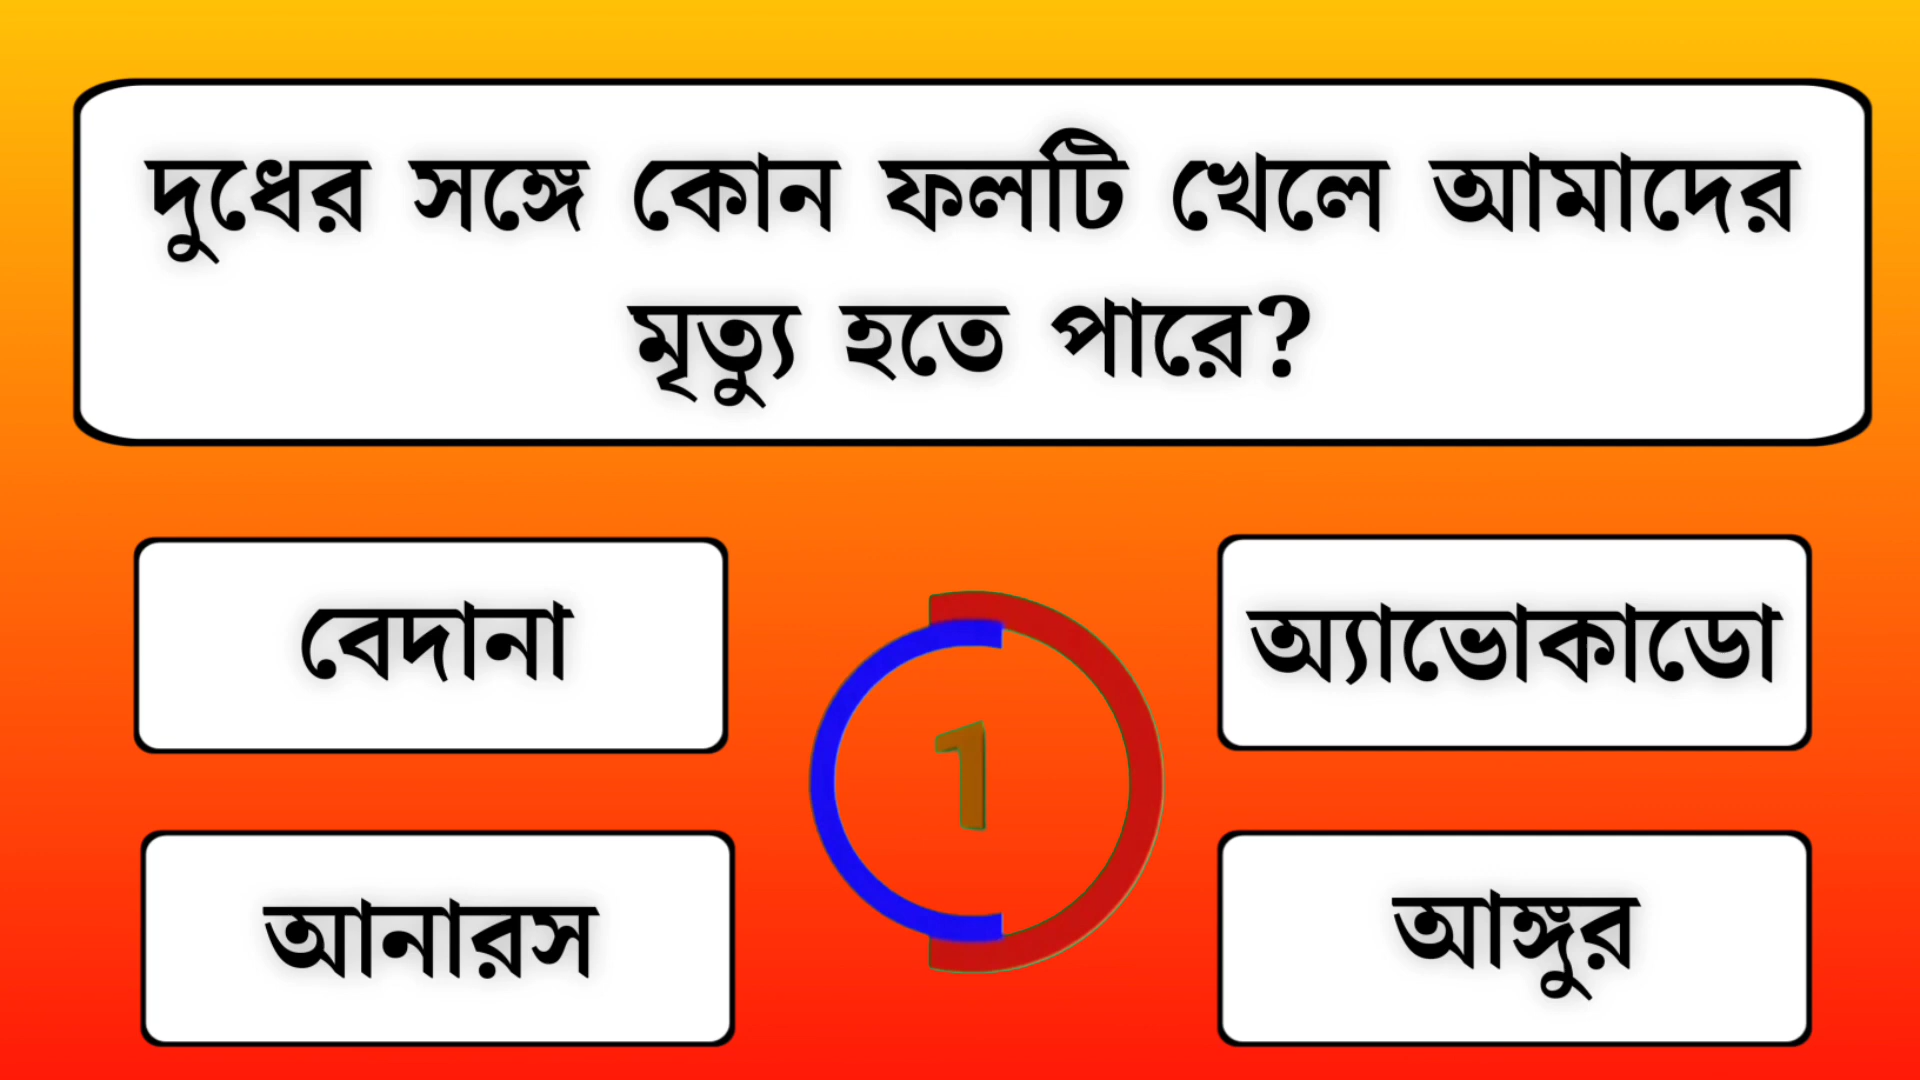 দুধের সঙ্গে কোন ফলটি খেলে আমাদের
মৃত্যু হতে পারে?
বেদানা
অ্যাভোকাডো
1
আনারস
আঙ্গুর